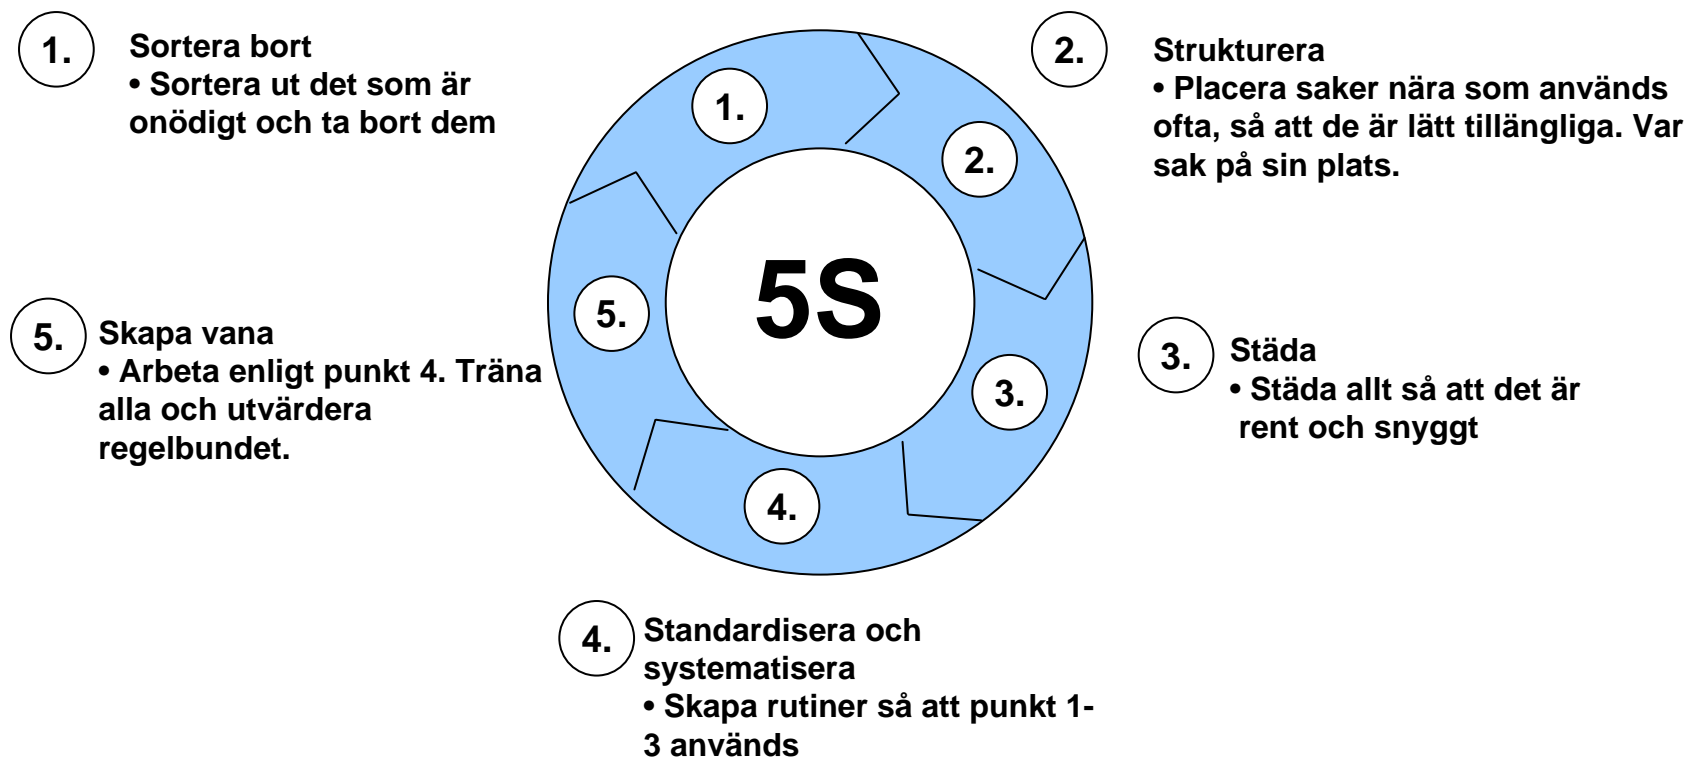 1.
Sortera bort
• Sortera ut det som är
onödigt och ta bort dem
2.
Strukturera
• Placera saker nära som används
ofta, så att de är lätt tillängliga. Var
sak på sin plats.
3.
Städa
• Städa allt så att det är
rent och snyggt
4.
Standardisera och
systematisera
• Skapa rutiner så att punkt 1-
3 används
5.
Skapa vana
• Arbeta enligt punkt 4. Träna
alla och utvärdera
regelbundet.
1.
2.
3.
4.
5.
5S